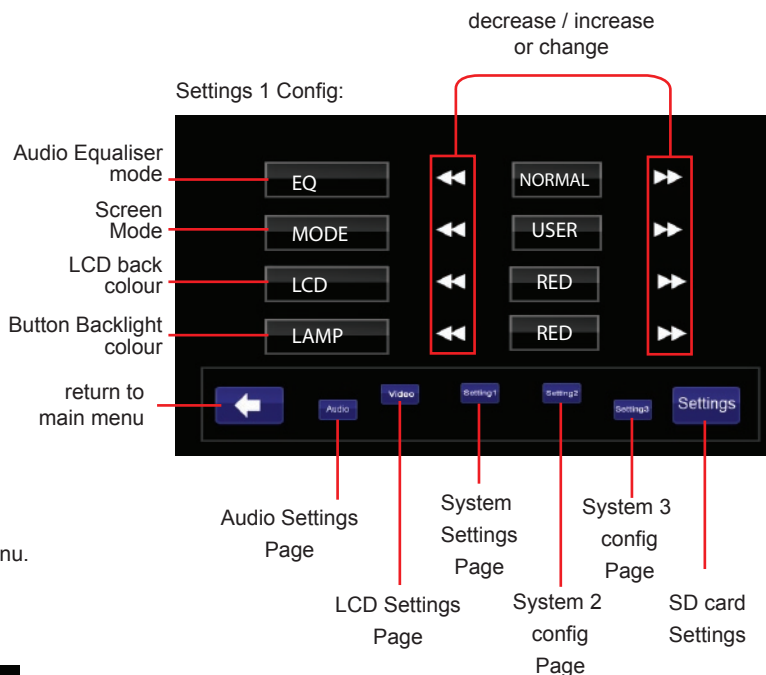 decrease / increase
or change
Settings 1 Config:
Audio Equaliser
mode
EQ
NORMAL
Screen
Mode
MODE
USER
LCD back
colour
LCD
RED
Button Backlight
colour
LAMP
RED
return to
main menu
Audio
Video
Setting1
Setting2
Setting3
Settings
Audio Settings
Page
LCD Settings
Page
System
Settings
Page
System 2
config
Page
System 3
config
Page
SD card
Settings
nu.